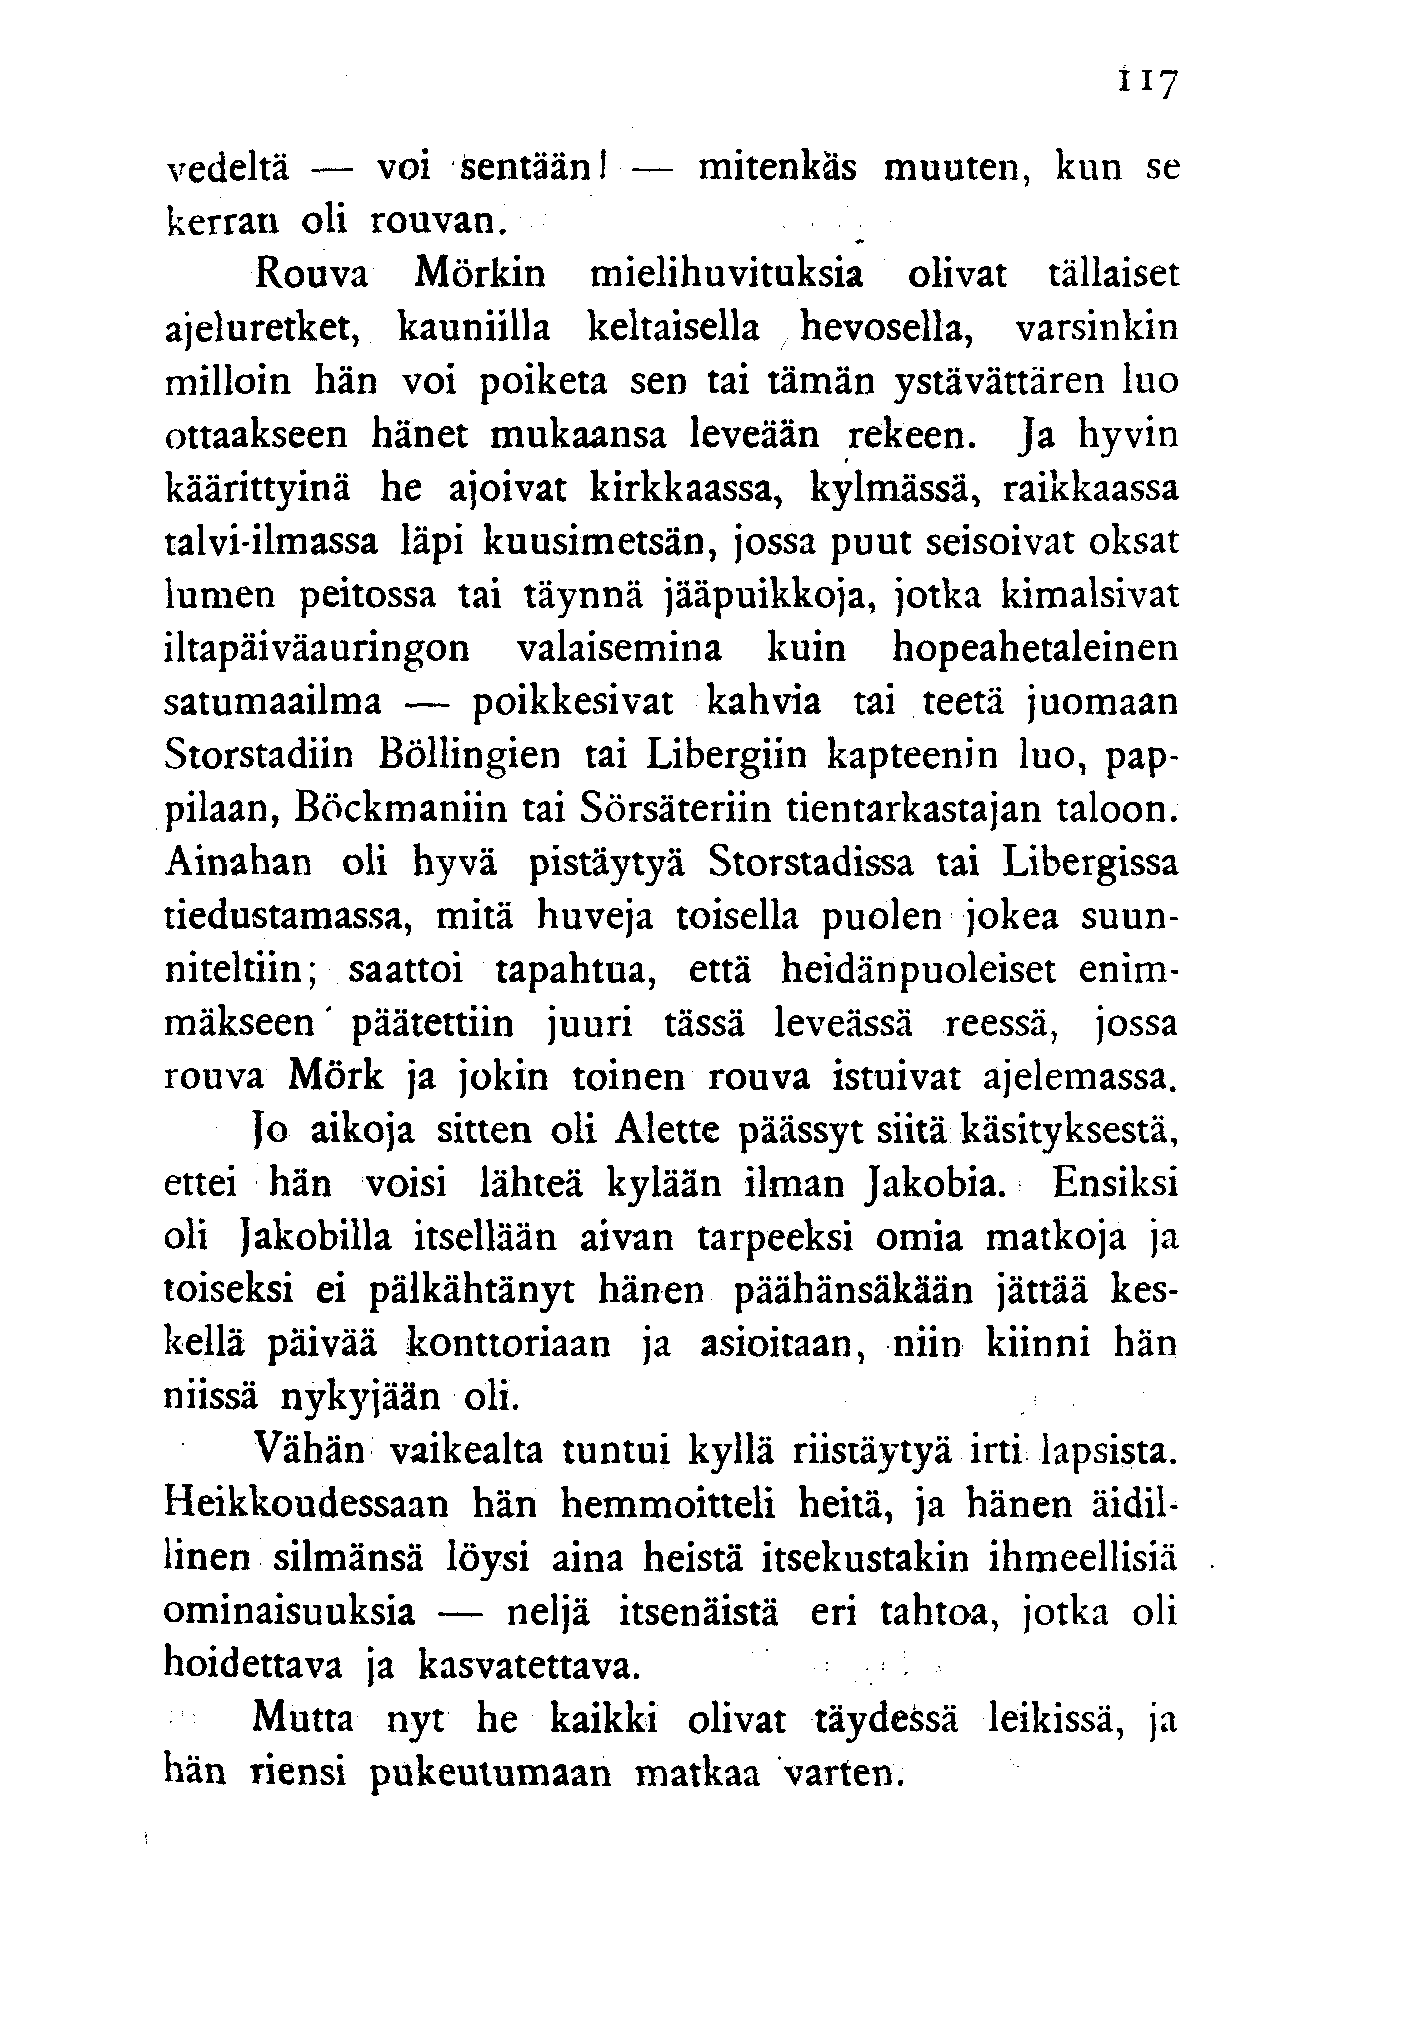 117
vedeltä — voi sentään! — mitenkäs muuten, kun se
kerran oli rouvan.
Rouva Mörkin mielihuvituksia olivat tällaiset
ajeluretket, kauniilla keltaisella hevosella, varsinkin
milloin hän voi poiketa sen tai tämän ystävättären luo
ottaakseen hänet mukaansa leveään rekeen. Ja hyvin
käärittyinä he ajoivat kirkkaassa, kylmässä, raikkaassa
talvi-ilmassa läpi kuusimetsän, jossa puut seisoivat oksat
lumen peitossa tai täynnä jääpuikkoja, jotka kimalsivat
iltapäiväauringon valaisemina kuin hopeahetaleinen
satumaailma — poikkesivat kahvia tai teetä juomaan
Storstadiin Böllingien tai Libergiin kapteenin luo, pap-
pilaan, Böckmaniin tai Sörsäteriin tientarkastajan taloon.
Ainahan oli hyvä pistäytyä Storstadissa tai Libergissa
tiedustamassa, mitä huveja toisella puolen jokea suun-
niteltiin; saattoi tapahtua, että heidänpuoleiset enim-
mäkseen päätettiin juuri tässä leveässä reessä, jossa
rouva Mörk ja jokin toinen rouva istuivat ajelemassa.
Jo aikoja sitten oli Alette päässyt siitä käsityksestä,
ettei hän voisi lähteä kylään ilman Jakobia. Ensiksi
oli Jakobilla itsellään aivan tarpeeksi omia matkoja ja
toiseksi ei pälkähtänyt hänen päähänsäkään jättää kes-
kellä päivää konttoriaan ja asioitaan, niin kiinni hän
niissä nykyjään oli.
Vähän vaikealta tuntui kyllä riistäytyä irti lapsista.
Heikkoudessaan hän hemmoitteli heitä, ja hänen äidil-
linen silmänsä löysi aina heistä itsekustakin ihmeellisiä
ominaisuuksia — neljä itsenäistä eri tahtoa, jotka oli
hoidettava ja kasvatettava.
Mutta nyt he kaikki olivat täydessä leikissä, ja
hän riensi pukeutumaan matkaa varten.